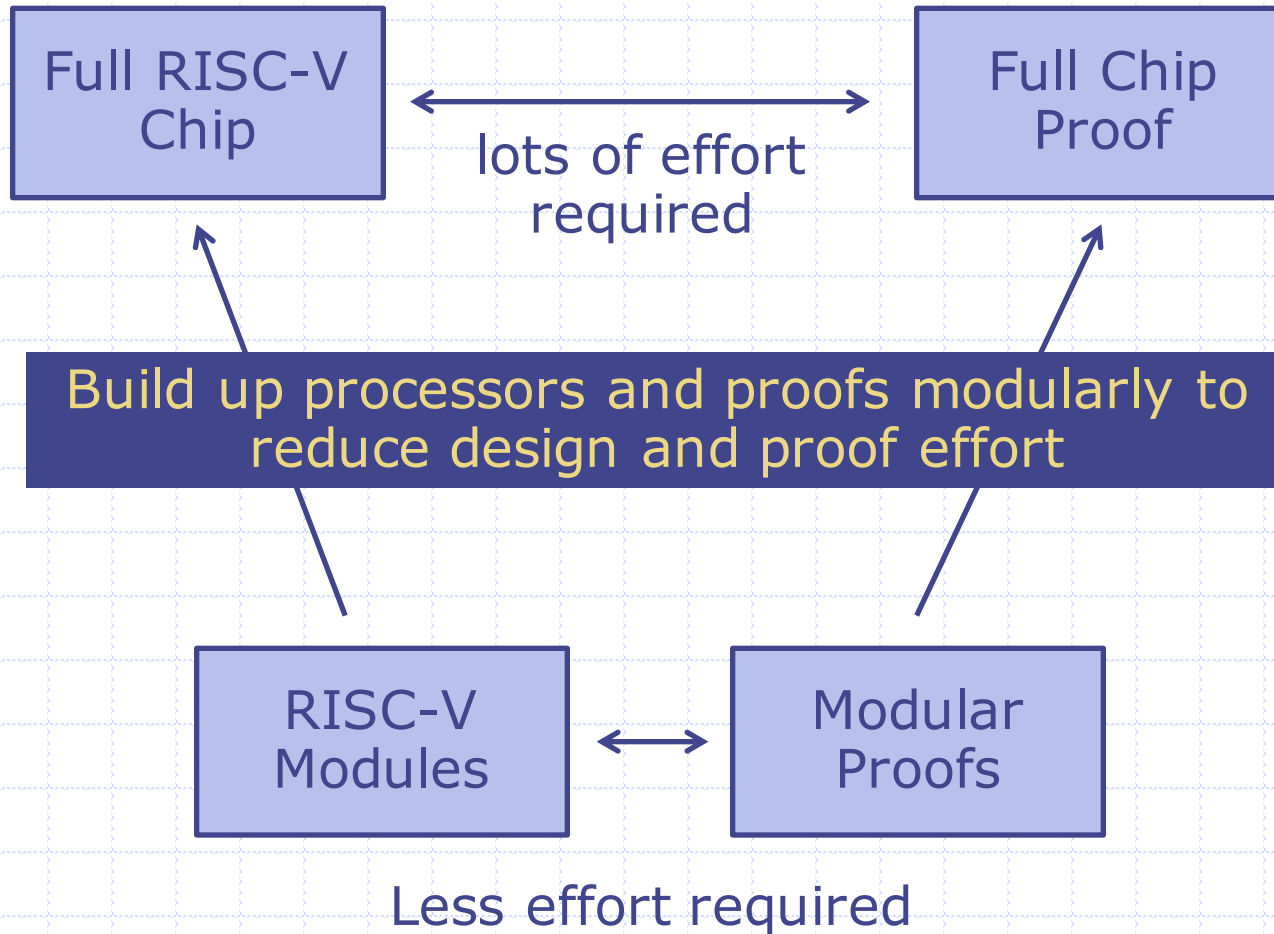 Full RISC-V
Chip
Full Chip
Proof
lots of effort
required
Build up processors and proofs modularly to
reduce design and proof effort
RISC-V
Modules
Modular
Proofs
Less effort required